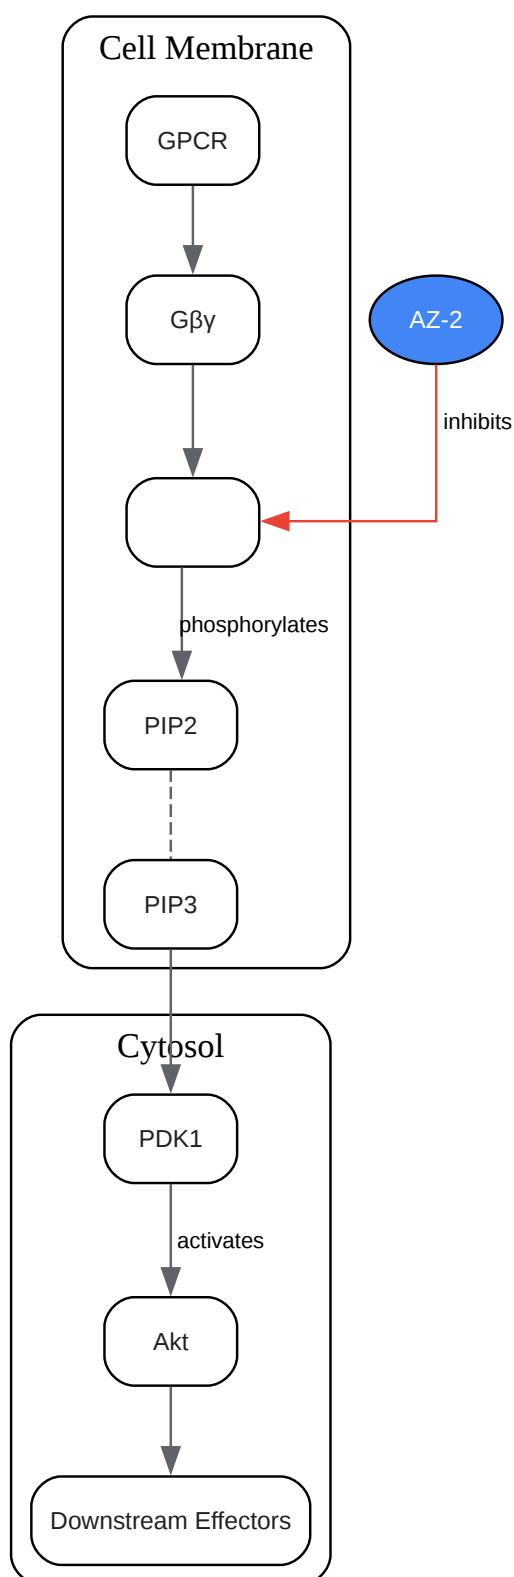 Cell Membrane
GPCR
Gβγ
AZ-2
inhibits
phosphorylates
PIP2
PIP3
Cytosol
PDK1
activates
Akt
Downstream Effectors